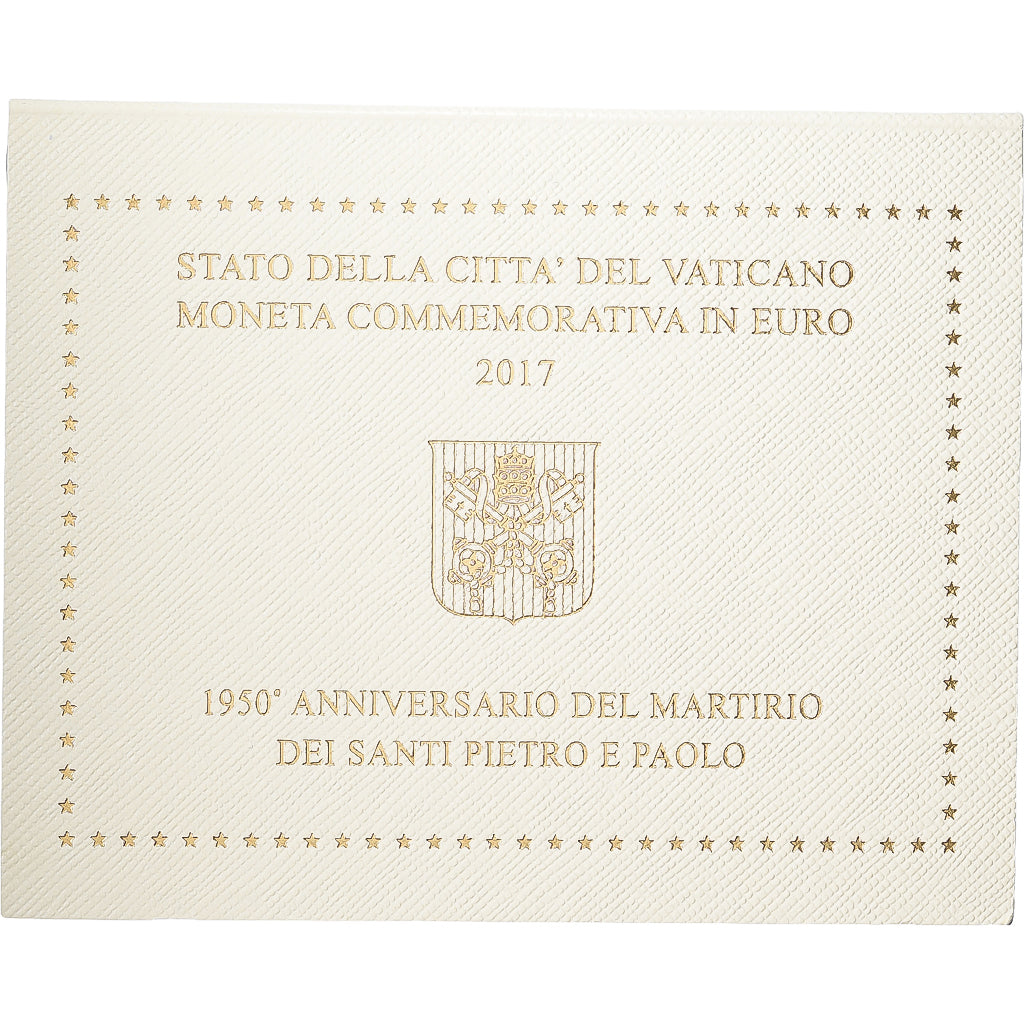 STATO DELLA CITTA' DEL VATICANO
MONETA COMMEMORATIVA IN EURO
2017
1950° ANNIVERSARIO DEL MARTIRIO
DEI SANTI PIETRO E PAOLO